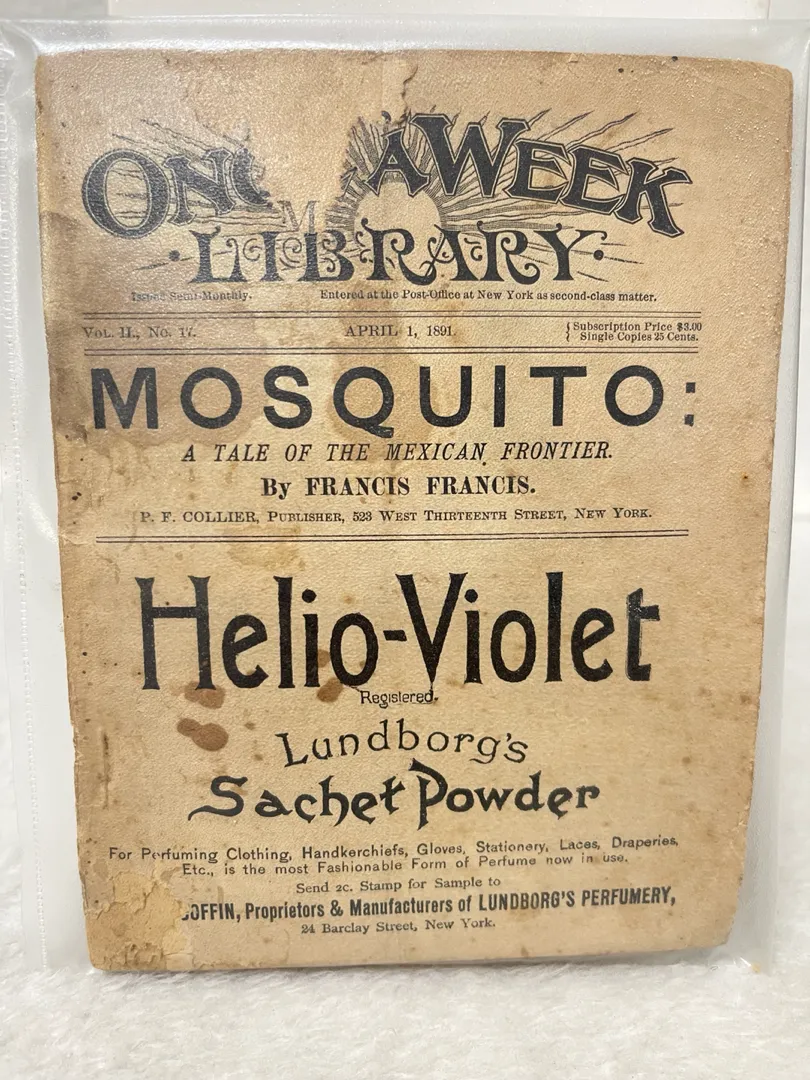 ONC A WEEK
LIBRARY.
Issued Semi-Monthly. Entered at the Post-Office at New York as second-class matter.
Vol. II., No. 17. APRIL 1, 1891. { Subscription Price $3.00
Single Copies 25 Cents.
MOSQUITO:
A TALE OF THE MEXICAN FRONTIER.
By FRANCIS FRANCIS.
P. F. COLLIER, Publisher, 523 West Thirteenth Street, New York.
Helio-Violet
Registered.
Lundborg's
Sachet Powder
For Perfuming Clothing, Handkerchiefs, Gloves, Stationery, Laces, Draperies,
Etc., is the most Fashionable Form of Perfume now in use.
Send 2c. Stamp for Sample to
OFFIN, Proprietors & Manufacturers of LUNDBORG'S PERFUMERY,
24 Barclay Street, New York.